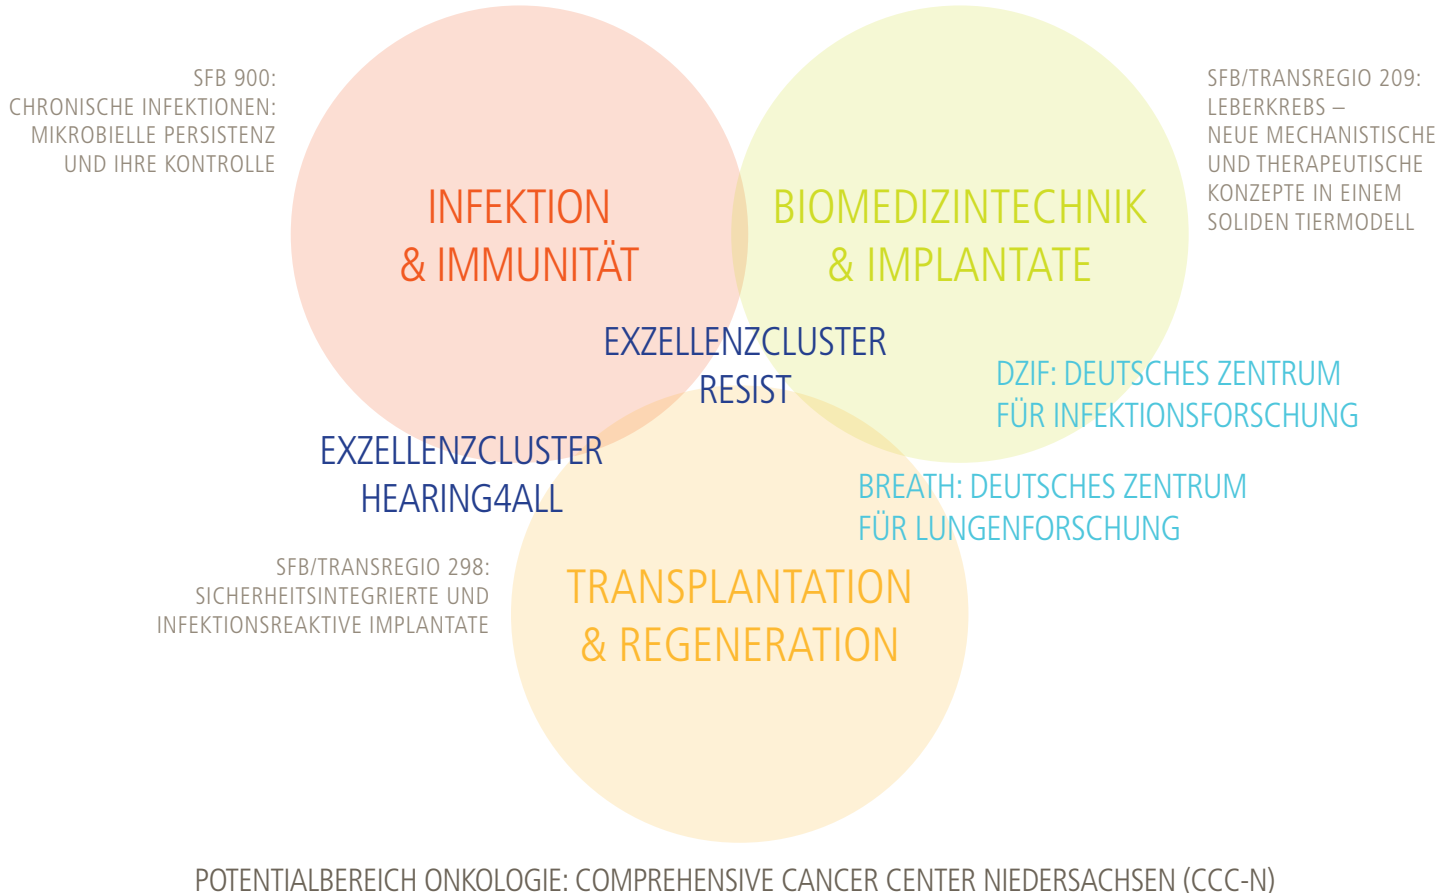 SFB 900:
CHRONISCHE INFEKTIONEN:
MIKROBIELLE PERSISTENZ
UND IHRE KONTROLLE
SFB/TRANSREGIO 209:
LEBERKREBS –
NEUE MECHANISTISCHE
UND THERAPEUTISCHE
KONZEPTE IN EINEM
SOLIDEN TIERMODELL
INFEKTION
& IMMUNITÄT
BIOMEDIZINTECHNIK
& IMPLANTATE
EXZELLENZCLUSTER
RESIST
DZIF: DEUTSCHES ZENTRUM
FÜR INFEKTIONSFORSCHUNG
EXZELLENZCLUSTER
HEARING4ALL
BREATH: DEUTSCHES ZENTRUM
FÜR LUNGENFORSCHUNG
SFB/TRANSREGIO 298:
SICHERHEITSINTEGRIERTE UND
INFEKTIONSREAKTIVE IMPLANTATE
TRANSPLANTATION
& REGENERATION
POTENTIALBEREICH ONKOLOGIE: COMPREHENSIVE CANCER CENTER NIEDERSACHSEN (CCC-N)